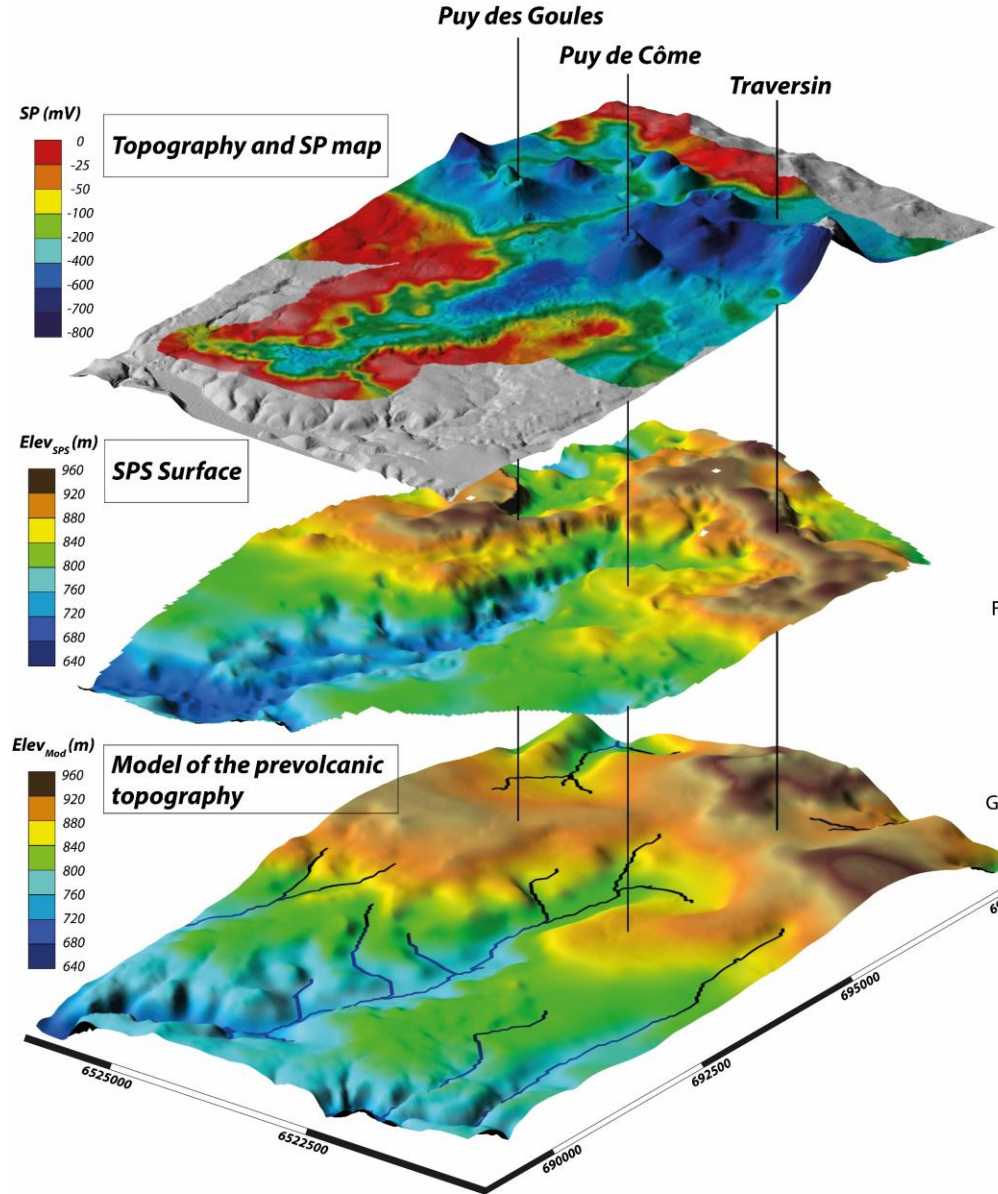 Puy des Goules
Puy de Côme
Traversin
SP (mV)
Topography and SP map
0
-25
-50
-100
-200
-400
-600
-700
-800
Elev_SPS (m)
SPS Surface
960
920
880
840
800
760
720
680
640
F
Elev_Mod (m)
Model of the prevolcanic
topography
960
920
880
840
800
760
720
680
640
G
69
695000
692500
690000
6525000
6522500